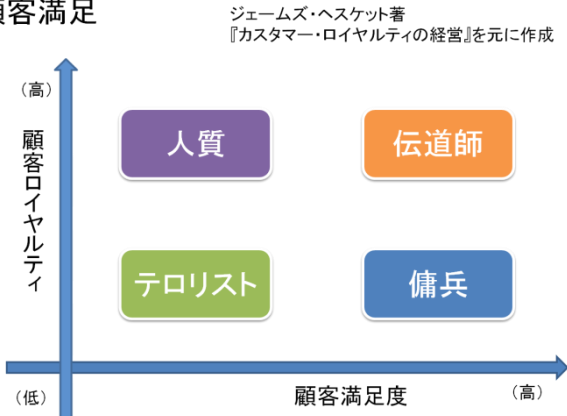 顧客満足
ジェームズ・ヘスケット著
『カスタマー・ロイヤルティの経営』を元に作成
（高）
人質
伝道師
顧客ロイヤルティ
テロリスト
傭兵
（低）
顧客満足度
（高）